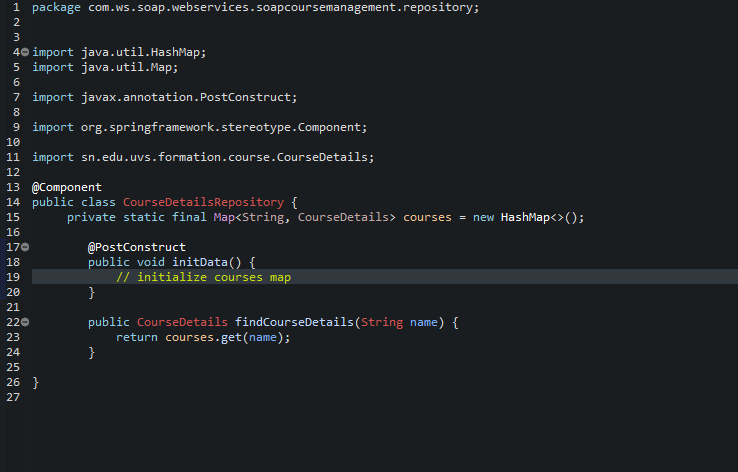 1 package com.ws.soap.webservices.soapcoursemanagement.repository;
2
3
4 import java.util.HashMap;
5 import java.util.Map;
6
7 import javax.annotation.PostConstruct;
8
9 import org.springframework.stereotype.Component;
10
11 import sn.edu.uvs.formation.course.CourseDetails;
12
13 @Component
14 public class CourseDetailsRepository {
15     private static final Map<String, CourseDetails> courses = new HashMap<>();
16
17        @PostConstruct
18        public void initData() {
19            // initialize courses map
20        }
21
22        public CourseDetails findCourseDetails(String name) {
23            return courses.get(name);
24        }
25
26 }
27